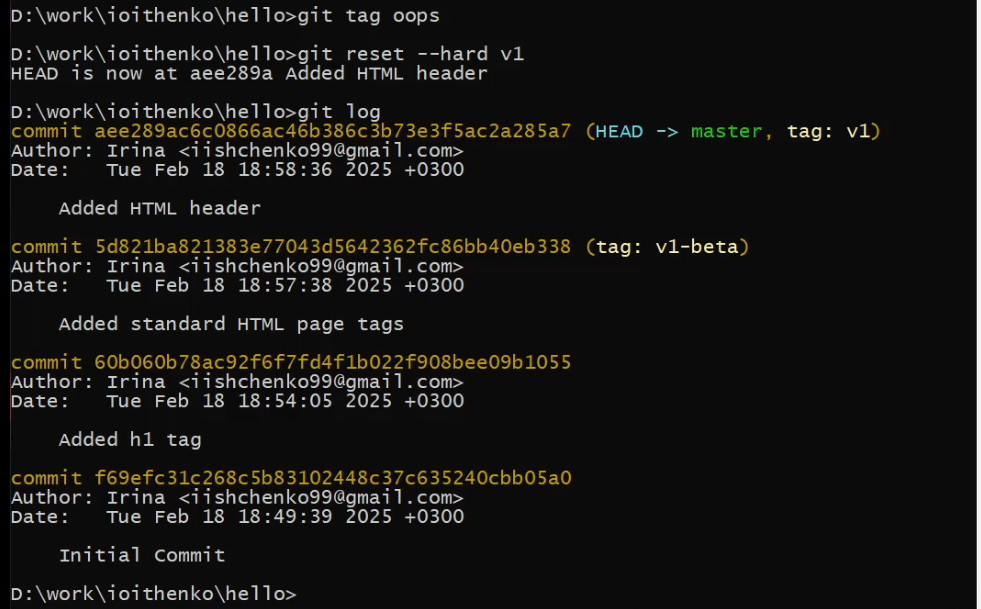 D:\work\ioithenko\hello>git tag oops
D:\work\ioithenko\hello>git reset --hard v1
HEAD is now at aee289a Added HTML header
D:\work\ioithenko\hello>git log
commit aee289ac6c0866ac46b386c3b73e3f5ac2a285a7 (HEAD -> master, tag: v1)
Author: Irina <iishchenko99@gmail.com>
Date:   Tue Feb 18 18:58:36 2025 +0300
Added HTML header
commit 5d821ba821383e77043d5642362fc86bb40eb338 (tag: v1-beta)
Author: Irina <iishchenko99@gmail.com>
Date:   Tue Feb 18 18:57:38 2025 +0300
Added standard HTML page tags
commit 60b060b78ac92f6f7fd4f1b022f908bee09b1055
Author: Irina <iishchenko99@gmail.com>
Date:   Tue Feb 18 18:54:05 2025 +0300
Added h1 tag
commit f69efc31c268c5b83102448c37c635240cbb05a0
Author: Irina <iishchenko99@gmail.com>
Date:   Tue Feb 18 18:49:39 2025 +0300
Initial Commit
D:\work\ioithenko\hello>